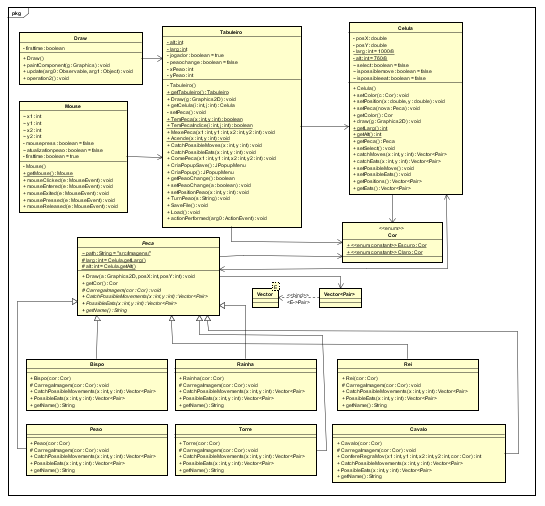 pkg
Draw
- firsttime : boolean
+ Draw()
+ paintComponent(g : Graphics) : void
+ update(arg0 : Observable, arg1 : Object) : void
+ operation2() : void
Mouse
- x1 : int
- y1 : int
- x2 : int
- y2 : int
- mousepress : boolean = false
- atualizationpeao : boolean = false
- firsttime : boolean = true
- Mouse()
+ getMouse() : Mouse
+ mouseClicked(e : MouseEvent) : void
+ mouseEntered(e : MouseEvent) : void
+ mouseExited(e : MouseEvent) : void
+ mousePressed(e : MouseEvent) : void
+ mouseReleased(e : MouseEvent) : void
Tabuleiro
- alt : int
- larg : int
- jogador : boolean = true
- peaochange : boolean = false
- xPeao : int
- yPeao : int
- Tabuleiro()
+ getTabuleiro() : Tabuleiro
+ Draw(g : Graphics2D) : void
+ getCelula(i : int, j : int) : Celula
+ setPeca() : void
+ TemPeca(x : int, y : int) : boolean
+ TemPecaIndice(i : int, j : int) : boolean
+ MexePeca(x1 : int, y1 : int, x2 : int, y2 : int) : void
+ Acende(x : int, y : int) : void
+ CatchPossibleMoves(x : int, y : int) : void
+ CatchPossibleEats(x : int, y : int) : void
+ ComePeca(x1 : int, y1 : int, x2 : int, y2 : int) : void
+ CriaPopupSave() : JPopupMenu
+ CriaPopup() : JPopupMenu
+ getPeaoChange() : boolean
+ setPeaoChange(a : boolean) : void
+ setPositionPeao(x : int, y : int) : void
+ TurnPeao(s : String) : void
+ SaveFile() : void
+ Load() : void
+ actionPerformed(arg0 : ActionEvent) : void
Celula
- posX : double
- posY : double
- larg : int = 1000/8
- alt : int = 760/8
- select : boolean = false
- ispossiblemove : boolean = false
- ispossibleeat : boolean = false
+ Celula()
+ setColor(c : Cor) : void
+ setPosition(x : double, y : double) : void
+ setPeca(nova : Peca) : void
+ getColor() : Cor
+ draw(g : Graphics2D) : void
+ getLarg() : int
+ getAlt() : int
+ getPeca() : Peca
+ setSelect() : void
+ catchMoves(x : int, y : int) : void
+ catchEats(x : int, y : int) : void
+ setPossibleMove() : void
+ setPossibleEat() : void
+ getPositions() : Vector<Pair>
+ getEats() : Vector<Pair>
<<enum>>
Cor
+ <<enum constant>> Escuro : Cor
+ <<enum constant>> Claro : Cor
Peca
~ path : String = "src/Imagens/"
# larg : int = Celula.getLarg()
# alt : int = Celula.getAlt()
+ Draw(a : Graphics2D, posX : int, posY : int) : void
+ getCor() : Cor
# CarregaImagem(cor : Cor) : void
+ CatchPossibleMovements(x : int, y : int) : Vector<Pair>
+ PossibleEats(x : int, y : int) : Vector<Pair>
+ getName() : String
E
Vector
<<bind>>
<E->Pair>
Vector<Pair>
Bispo
+ Bispo(cor : Cor)
# CarregaImagem(cor : Cor) : void
+ CatchPossibleMovements(x : int, y : int) : Vector<Pair>
+ PossibleEats(x : int, y : int) : Vector<Pair>
+ getName() : String
Rainha
+ Rainha(cor : Cor)
# CarregaImagem(cor : Cor) : void
+ CatchPossibleMovements(x : int, y : int) : Vector<Pair>
+ PossibleEats(x : int, y : int) : Vector<Pair>
+ getName() : String
Rei
+ Rei(cor : Cor)
# CarregaImagem(cor : Cor) : void
+ CatchPossibleMovements(x : int, y : int) : Vector<Pair>
+ PossibleEats(x : int, y : int) : Vector<Pair>
+ getName() : String
Peao
+ Peao(cor : Cor)
# CarregaImagem(cor : Cor) : void
+ CatchPossibleMovements(x : int, y : int) : Vector<Pair>
+ PossibleEats(x : int, y : int) : Vector<Pair>
+ getName() : String
Torre
+ Torre(cor : Cor)
# CarregaImagem(cor : Cor) : void
+ CatchPossibleMovements(x : int, y : int) : Vector<Pair>
+ PossibleEats(x : int, y : int) : Vector<Pair>
+ getName() : String
Cavalo
+ Cavalo(cor : Cor)
# CarregaImagem(cor : Cor) : void
+ ConfereRegraMov(x1 : int, y1 : int, x2 : int, y2 : int, cor : Cor) : int
+ CatchPossibleMovements(x : int, y : int) : Vector<Pair>
+ PossibleEats(x : int, y : int) : Vector<Pair>
+ getName() : String